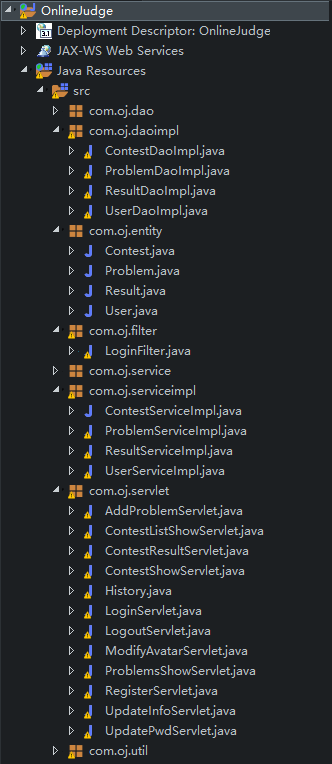 OnlineJudge
3.1 Deployment Descriptor: OnlineJudge
JAX-WS Web Services
Java Resources
src
com.oj.dao
com.oj.daoimpl
ContestDaoImpl.java
ProblemDaoImpl.java
ResultDaoImpl.java
UserDaoImpl.java
com.oj.entity
Contest.java
Problem.java
Result.java
User.java
com.oj.filter
LoginFilter.java
com.oj.service
com.oj.serviceimpl
ContestServiceImpl.java
ProblemServiceImpl.java
ResultServiceImpl.java
UserServiceImpl.java
com.oj.servlet
AddProblemServlet.java
ContestListShowServlet.java
ContestResultServlet.java
ContestShowServlet.java
History.java
LoginServlet.java
LogoutServlet.java
ModifyAvatarServlet.java
ProblemsShowServlet.java
RegisterServlet.java
UpdateInfoServlet.java
UpdatePwdServlet.java
com.oj.util